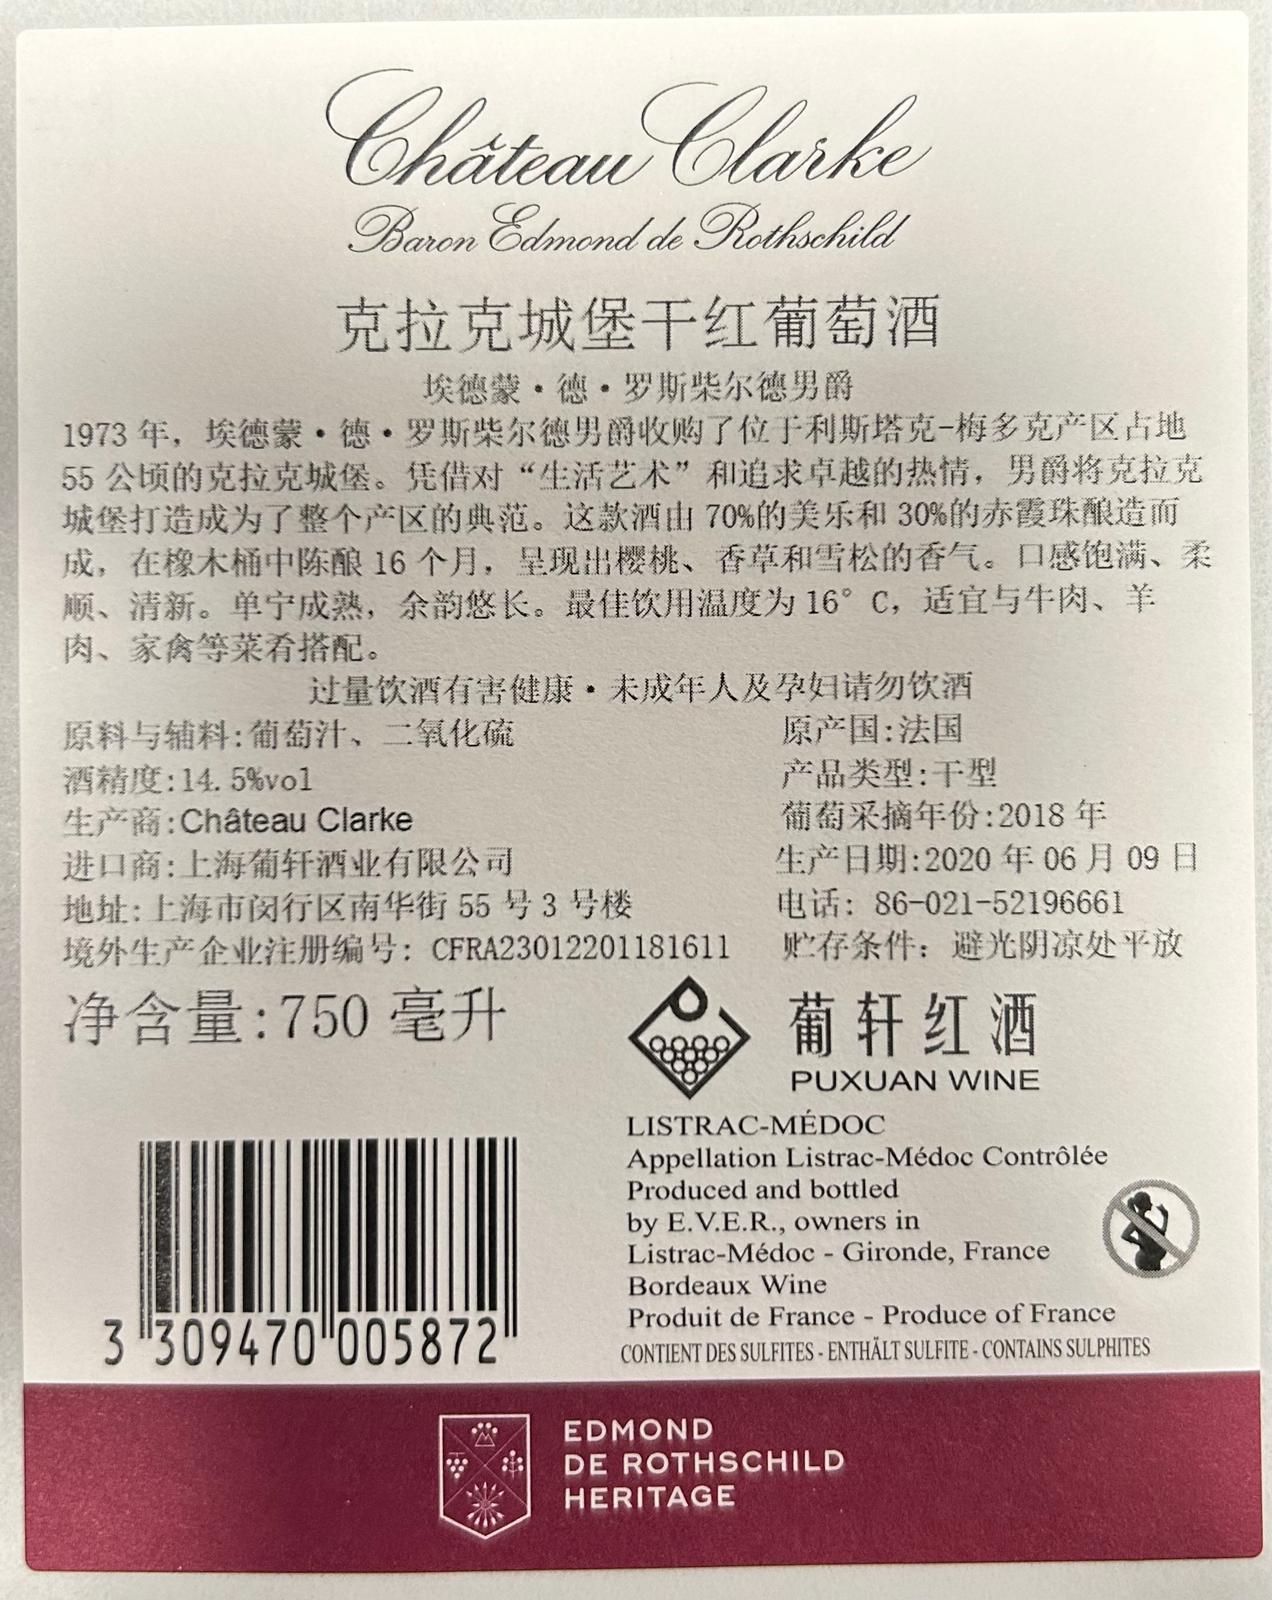 Château Clarke
Baron Edmond de Rothschild
克拉克城堡干红葡萄酒
埃德蒙·德·罗斯柴尔德男爵
1973 年，埃德蒙·德·罗斯柴尔德男爵收购了位于利斯塔克-梅多克产区占地
55 公顷的克拉克城堡。凭借对“生活艺术”和追求卓越的热情，男爵将克拉克
城堡打造成为了整个产区的典范。这款酒由 70%的美乐和 30%的赤霞珠酿造而
成，在橡木桶中陈酿 16 个月，呈现出樱桃、香草和雪松的香气。口感饱满、柔
顺、清新。单宁成熟，余韵悠长。最佳饮用温度为 16° C，适宜与牛肉、羊
肉、家禽等菜肴搭配。
过量饮酒有害健康·未成年人及孕妇请勿饮酒
原料与辅料:葡萄汁、二氧化硫
原产国:法国
酒精度:14.5%vol
产品类型:干型
生产商:Château Clarke
葡萄采摘年份:2018 年
进口商:上海葡轩酒业有限公司
生产日期:2020 年 06 月 09 日
地址:上海市闵行区南华街 55 号 3 号楼
电话: 86-021-52196661
境外生产企业注册编号: CFRA23012201181611
贮存条件: 避光阴凉处平放
净含量:750 毫升
葡轩红酒
PUXUAN WINE
LISTRAC-MÉDOC
Appellation Listrac-Médoc Contrôlée
Produced and bottled
by E.V.E.R., owners in
Listrac-Médoc - Gironde, France
Bordeaux Wine
Produit de France - Produce of France
CONTIENT DES SULFITES - ENTHÄLT SULFITE - CONTAINS SULPHITES
3 309470 005872
EDMOND
DE ROTHSCHILD
HERITAGE